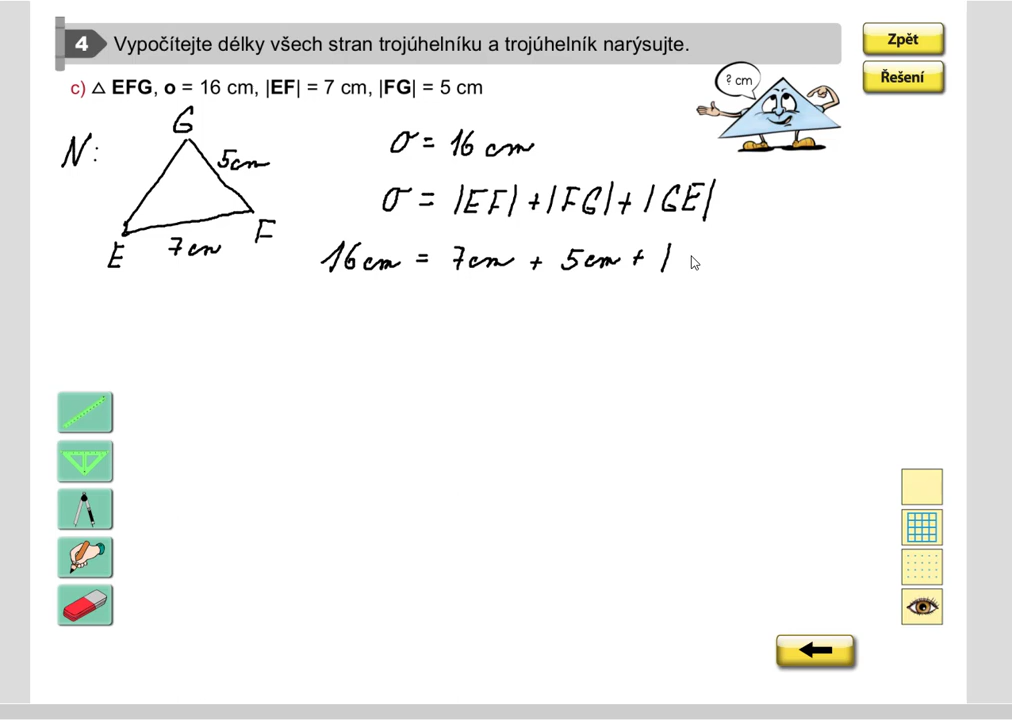 4 Vypočítejte délky všech stran trojúhelníku a trojúhelník narýsujte.
Zpět
Řešení
c) △ EFG, o = 16 cm, |EF| = 7 cm, |FG| = 5 cm
? cm
N:
G
5cm
E
7cm
F
o = 16 cm
o = |EF| + |FG| + |GE|
16cm = 7cm + 5cm + |